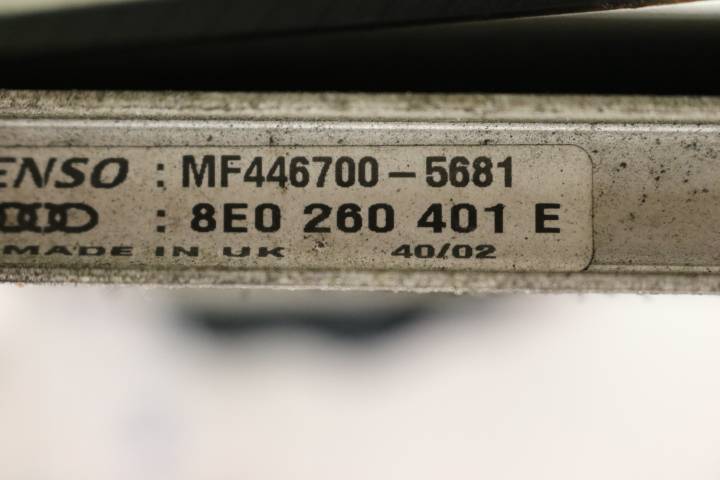 ENSO : MF446700-5681
: 8E0 260 401 E
MADE IN UK 40/02